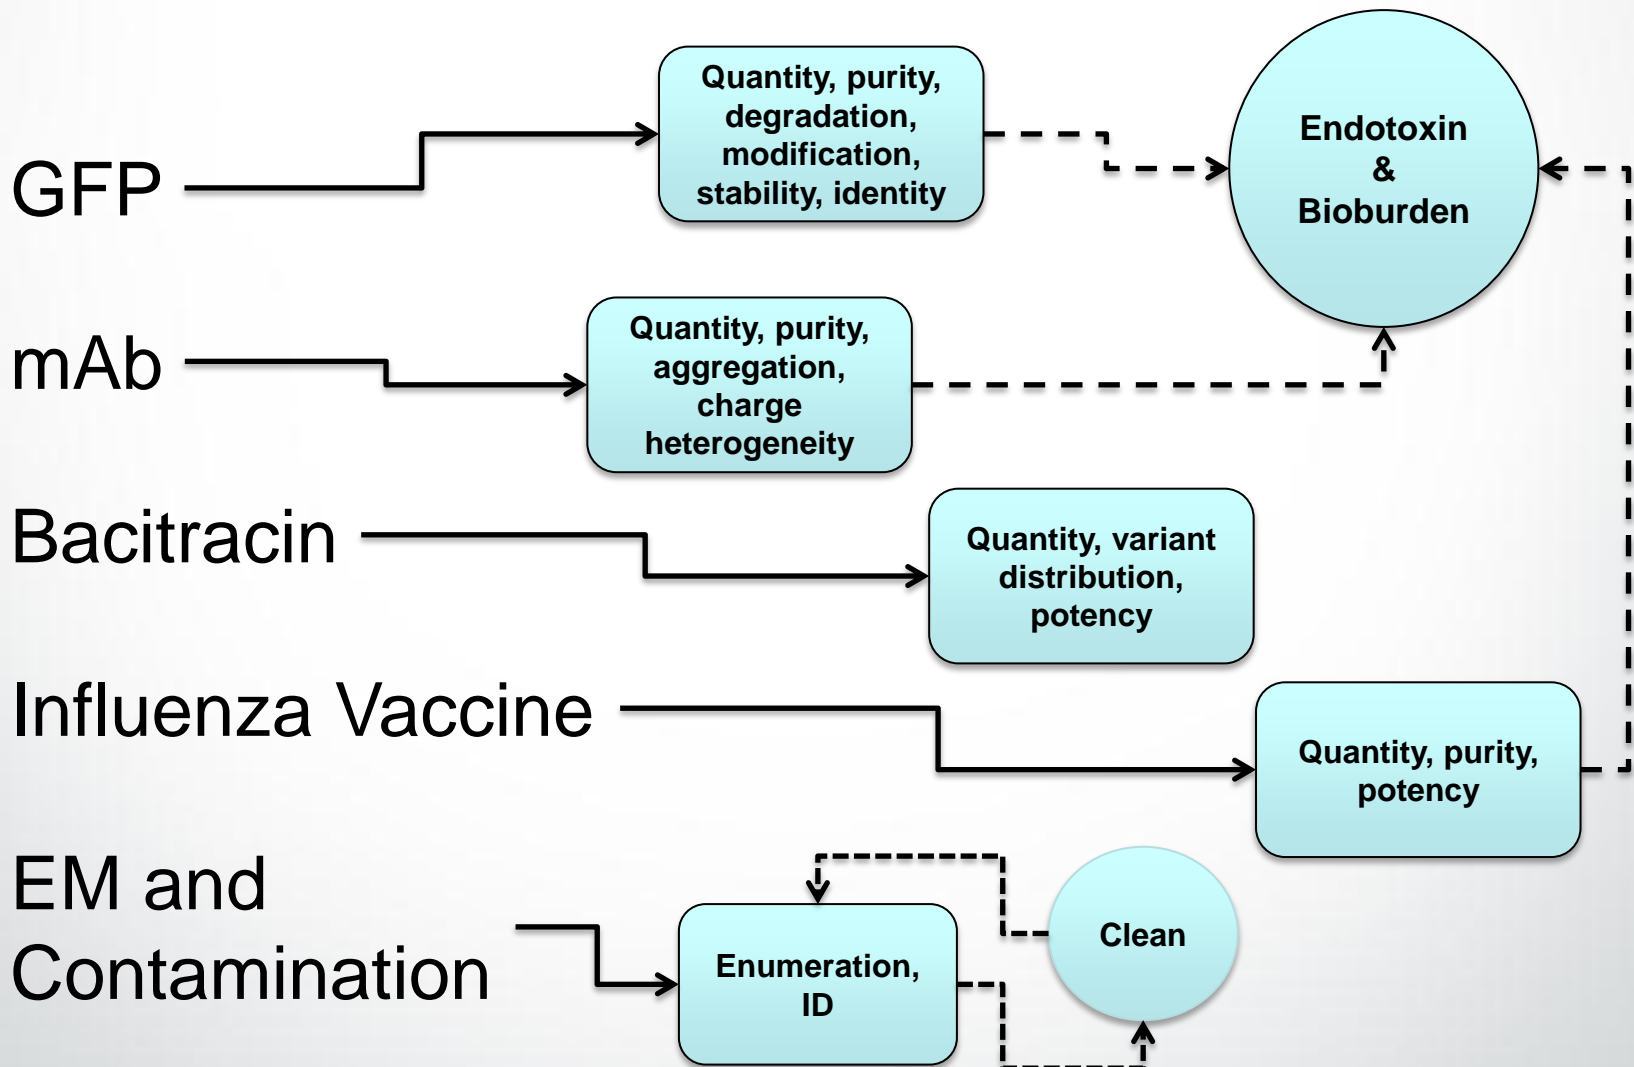 GFP
Quantity, purity,
degradation,
modification,
stability, identity
Endotoxin
&
Bioburden
mAb
Quantity, purity,
aggregation,
charge
heterogeneity
Bacitracin
Quantity, variant
distribution,
potency
Influenza Vaccine
Quantity, purity,
potency
EM and
Contamination
Enumeration,
ID
Clean